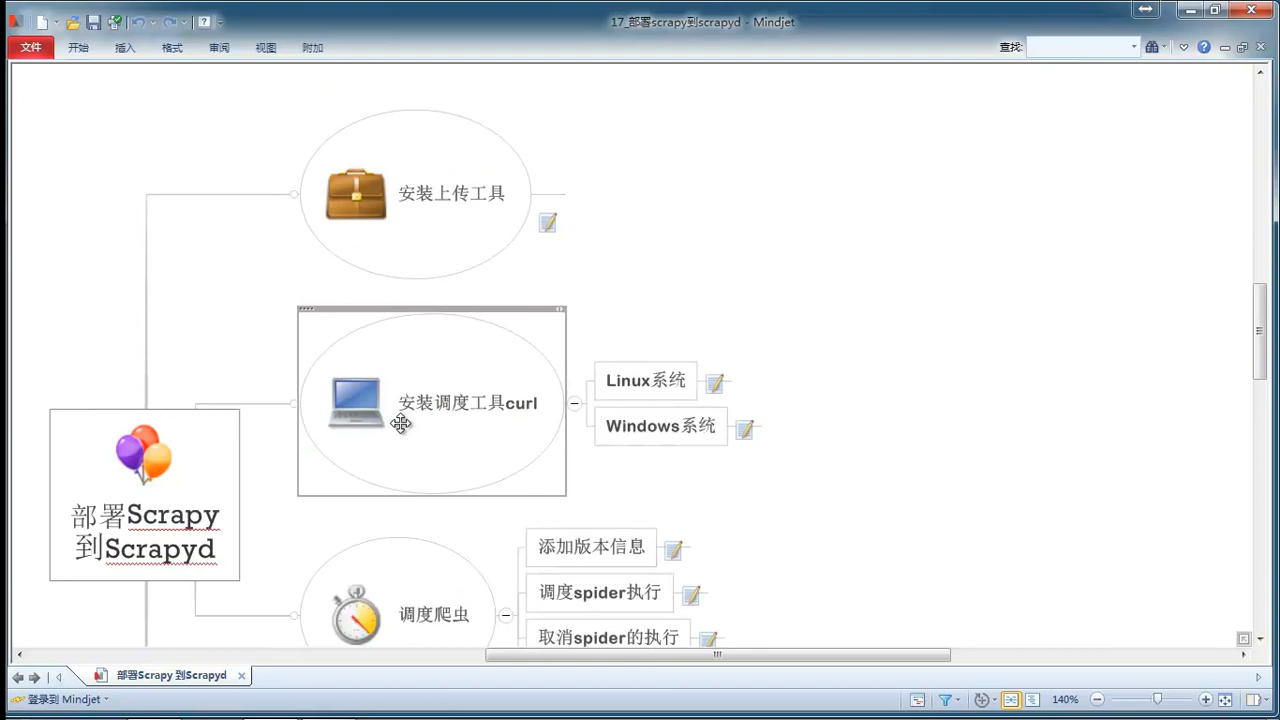 17_部署scrapy到scrapyd - Mindjet
文件 开始 插入 格式 审阅 视图 附加 查找:
安装上传工具
安装调度工具curl
Linux系统
Windows系统
部署Scrapy
到Scrapyd
添加版本信息
调度爬虫
调度spider执行
取消spider的执行
部署Scrapy 到Scrapyd
登录到 Mindjet
140%